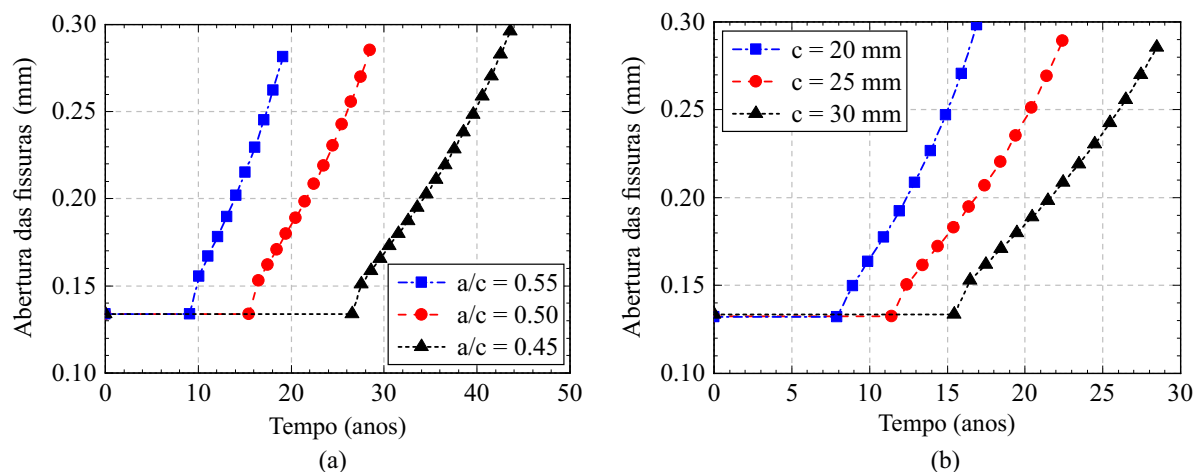 0.30
0.25
0.20
0.15
0.10
Abertura das fissuras (mm)
a/c = 0.55
a/c = 0.50
a/c = 0.45
0 10 20 30 40 50
Tempo (anos)
(a)
0.30
0.25
0.20
0.15
0.10
Abertura das fissuras (mm)
c = 20 mm
c = 25 mm
c = 30 mm
0 5 10 15 20 25 30
Tempo (anos)
(b)